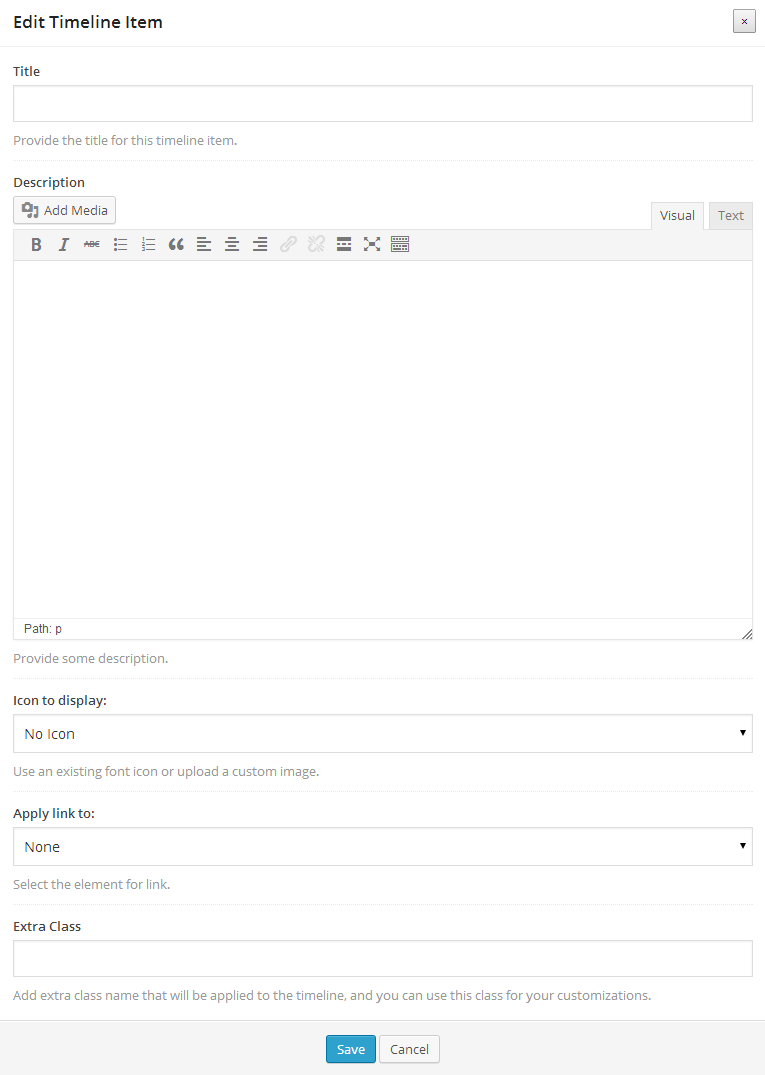 Edit Timeline Item
×
Title
Provide the title for this timeline item.
Description
Add Media
Visual Text
B I ABC
Path: p
Provide some description.
Icon to display:
No Icon
Use an existing font icon or upload a custom image.
Apply link to:
None
Select the element for link.
Extra Class
Add extra class name that will be applied to the timeline, and you can use this class for your customizations.
Save Cancel